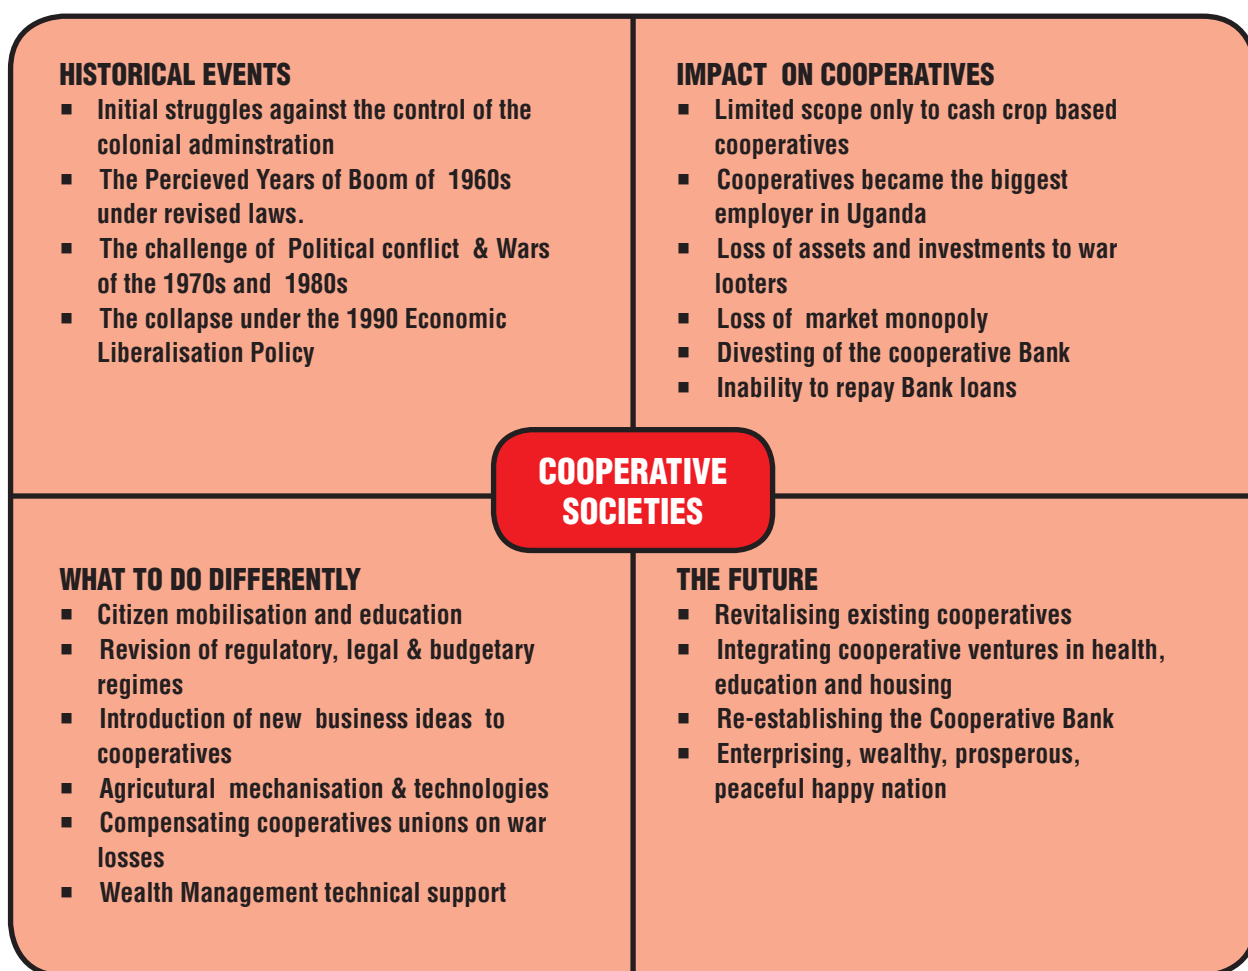 HISTORICAL EVENTS
▪ Initial struggles against the control of the
colonial adminstration
▪ The Percieved Years of Boom of 1960s
under revised laws.
▪ The challenge of Political conflict & Wars
of the 1970s and 1980s
▪ The collapse under the 1990 Economic
Liberalisation Policy
IMPACT ON COOPERATIVES
▪ Limited scope only to cash crop based
cooperatives
▪ Cooperatives became the biggest
employer in Uganda
▪ Loss of assets and investments to war
looters
▪ Loss of market monopoly
▪ Divesting of the cooperative Bank
▪ Inability to repay Bank loans
COOPERATIVE
SOCIETIES
WHAT TO DO DIFFERENTLY
▪ Citizen mobilisation and education
▪ Revision of regulatory, legal & budgetary
regimes
▪ Introduction of new business ideas to
cooperatives
▪ Agricutural mechanisation & technologies
▪ Compensating cooperatives unions on war
losses
▪ Wealth Management technical support
THE FUTURE
▪ Revitalising existing cooperatives
▪ Integrating cooperative ventures in health,
education and housing
▪ Re-establishing the Cooperative Bank
▪ Enterprising, wealthy, prosperous,
peaceful happy nation